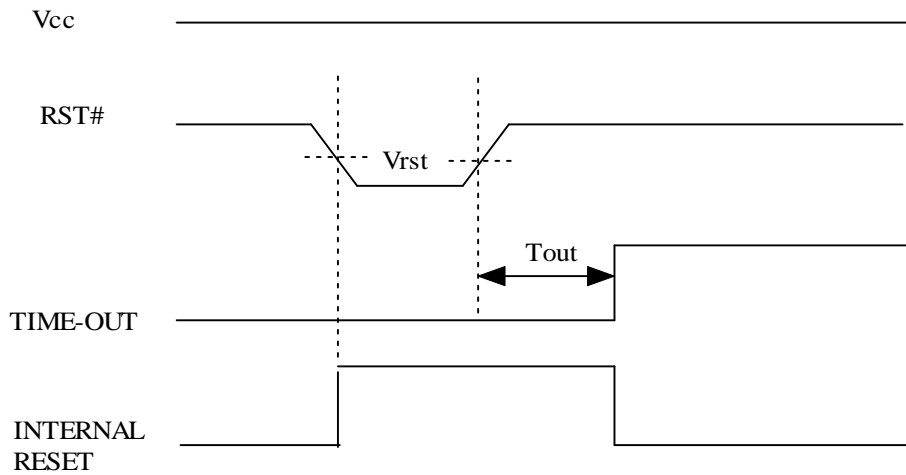 Vcc
RST#
Vrst
Tout
TIME-OUT
INTERNAL
RESET